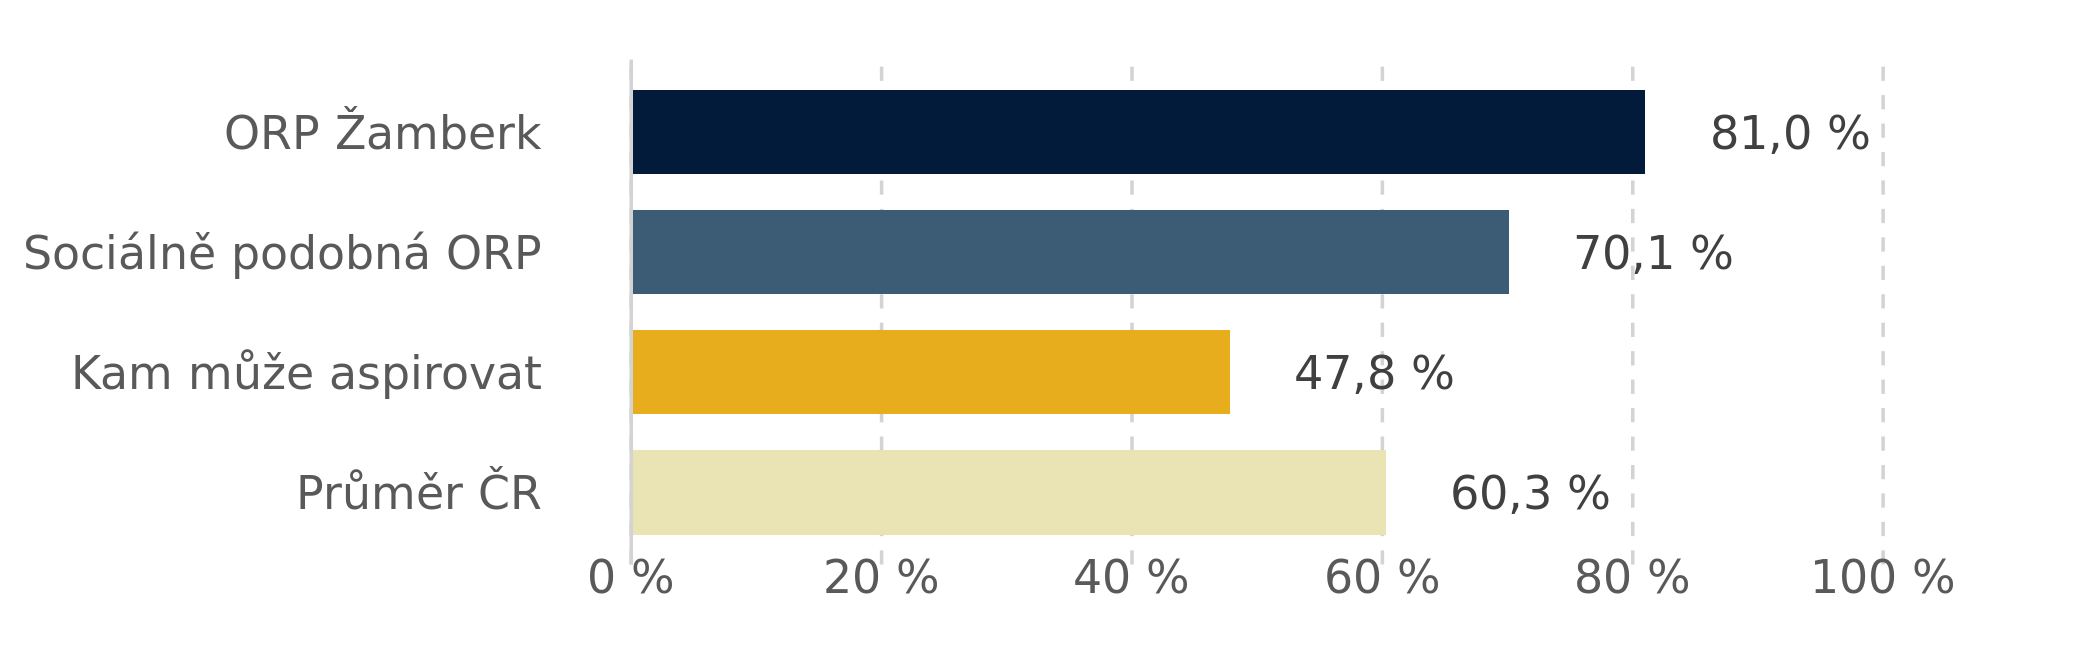 ORP Žamberk 81,0 %
Sociálně podobná ORP 70,1 %
Kam může aspirovat 47,8 %
Průměr ČR 60,3 %
0 % 20 % 40 % 60 % 80 % 100 %